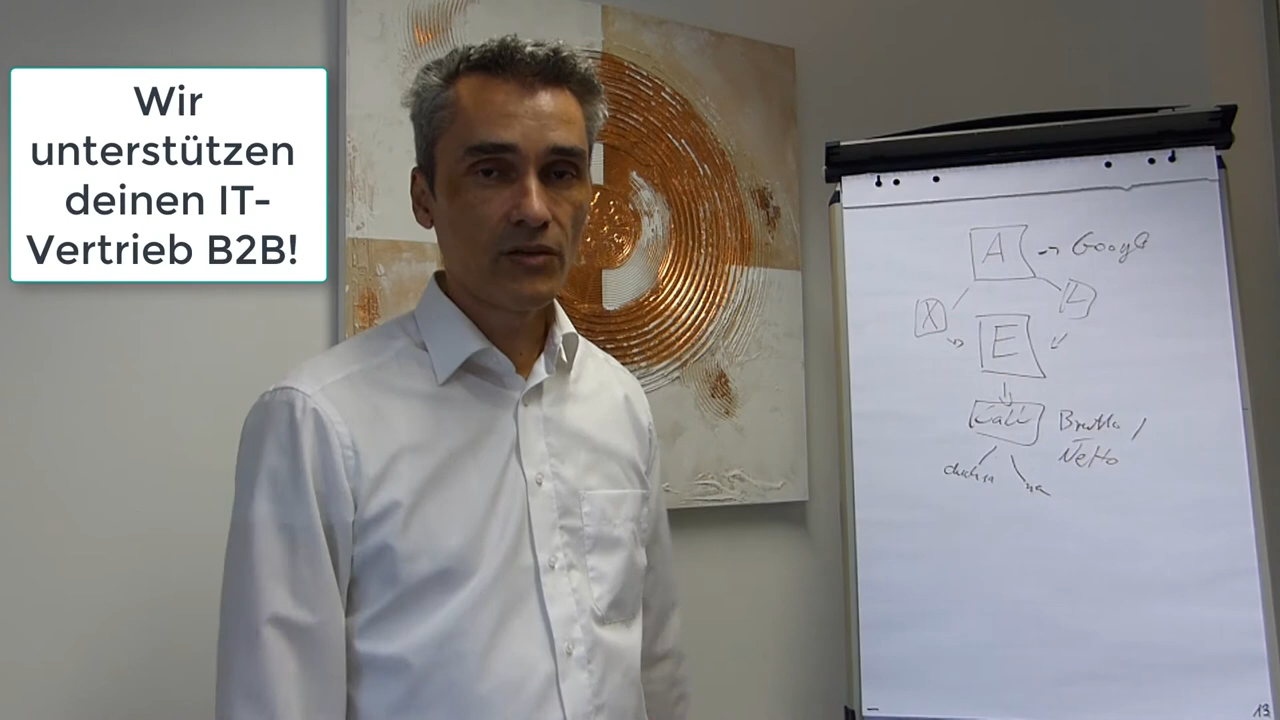 Wir
unterstützen
deinen IT-
Vertrieb B2B!
A → Google
X L
E
Call Brutto /
Netto
13